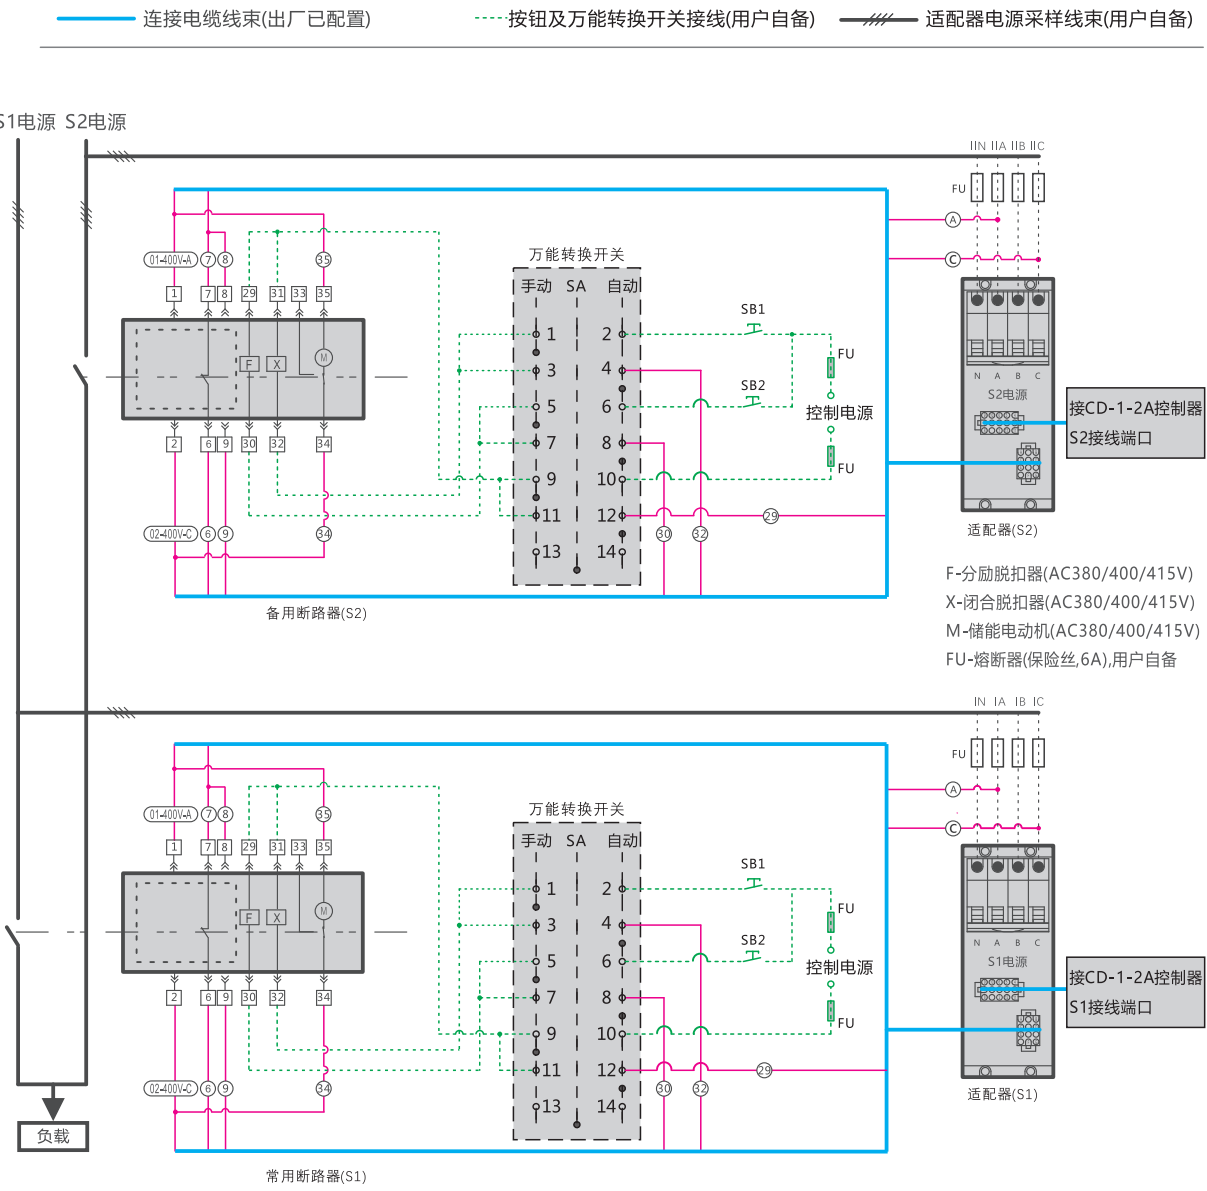 连接电缆线束(出厂已配置) 按钮及万能转换开关接线(用户自备) 适配器电源采样线束(用户自备)
S1电源 S2电源
IIN IIA IIB IIC
FU
A
C
01-400V-A 7 8 35
1 7 8 29 31 33 35
F X M
2 6 9 30 32 34
02-400V-C 6 9 34
备用断路器(S2)
万能转换开关
手动 SA 自动
1 2
3 4
5 6
7 8
9 10
11 12
13 14
SB1
SB2
FU
控制电源
FU
29
30 32
N A B C
S2电源
适配器(S2)
接CD-1-2A控制器
S2接线端口
F-分励脱扣器(AC380/400/415V)
X-闭合脱扣器(AC380/400/415V)
M-储能电动机(AC380/400/415V)
FU-熔断器(保险丝,6A),用户自备
IN IA IB IC
FU
A
C
01-400V-A 7 8 35
1 7 8 29 31 33 35
F X M
2 6 9 30 32 34
02-400V-C 6 9 34
常用断路器(S1)
万能转换开关
手动 SA 自动
1 2
3 4
5 6
7 8
9 10
11 12
13 14
SB1
SB2
FU
控制电源
FU
29
30 32
N A B C
S1电源
适配器(S1)
接CD-1-2A控制器
S1接线端口
负载